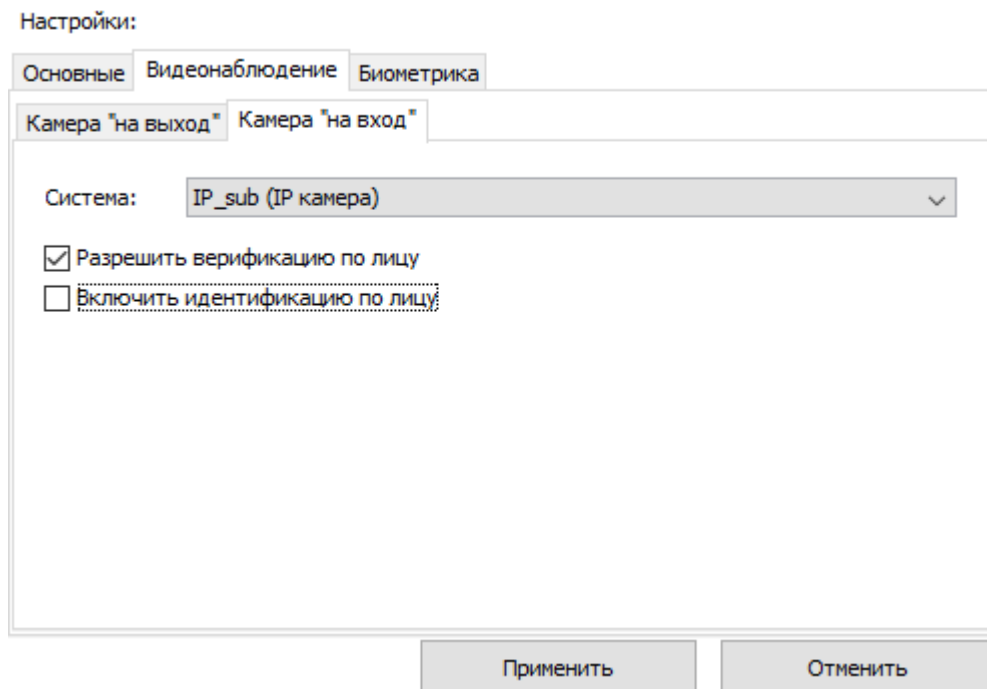 Настройки:
Основные Видеонаблюдение Биометрика
Камера "на выход" Камера "на вход"
Система: IP_sub (IP камера)
Разрешить верификацию по лицу
Включить идентификацию по лицу
Применить Отменить